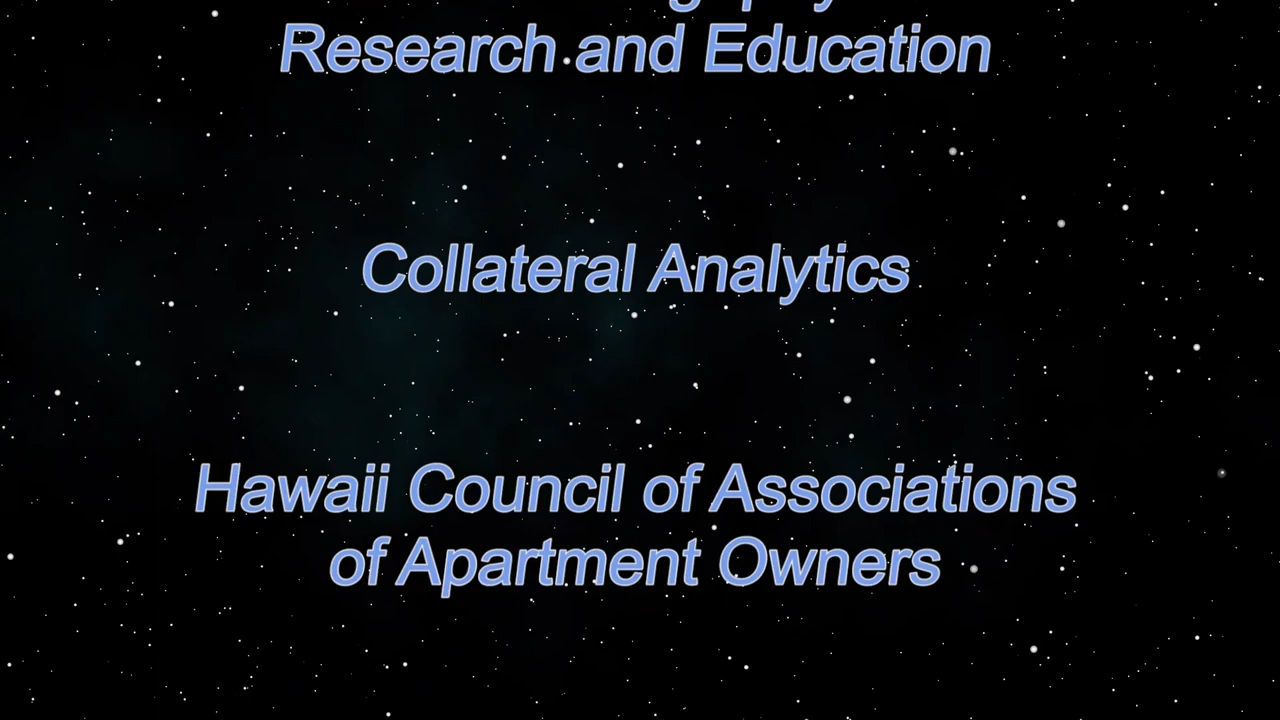 Research and Education
Collateral Analytics
Hawaii Council of Associations
of Apartment Owners